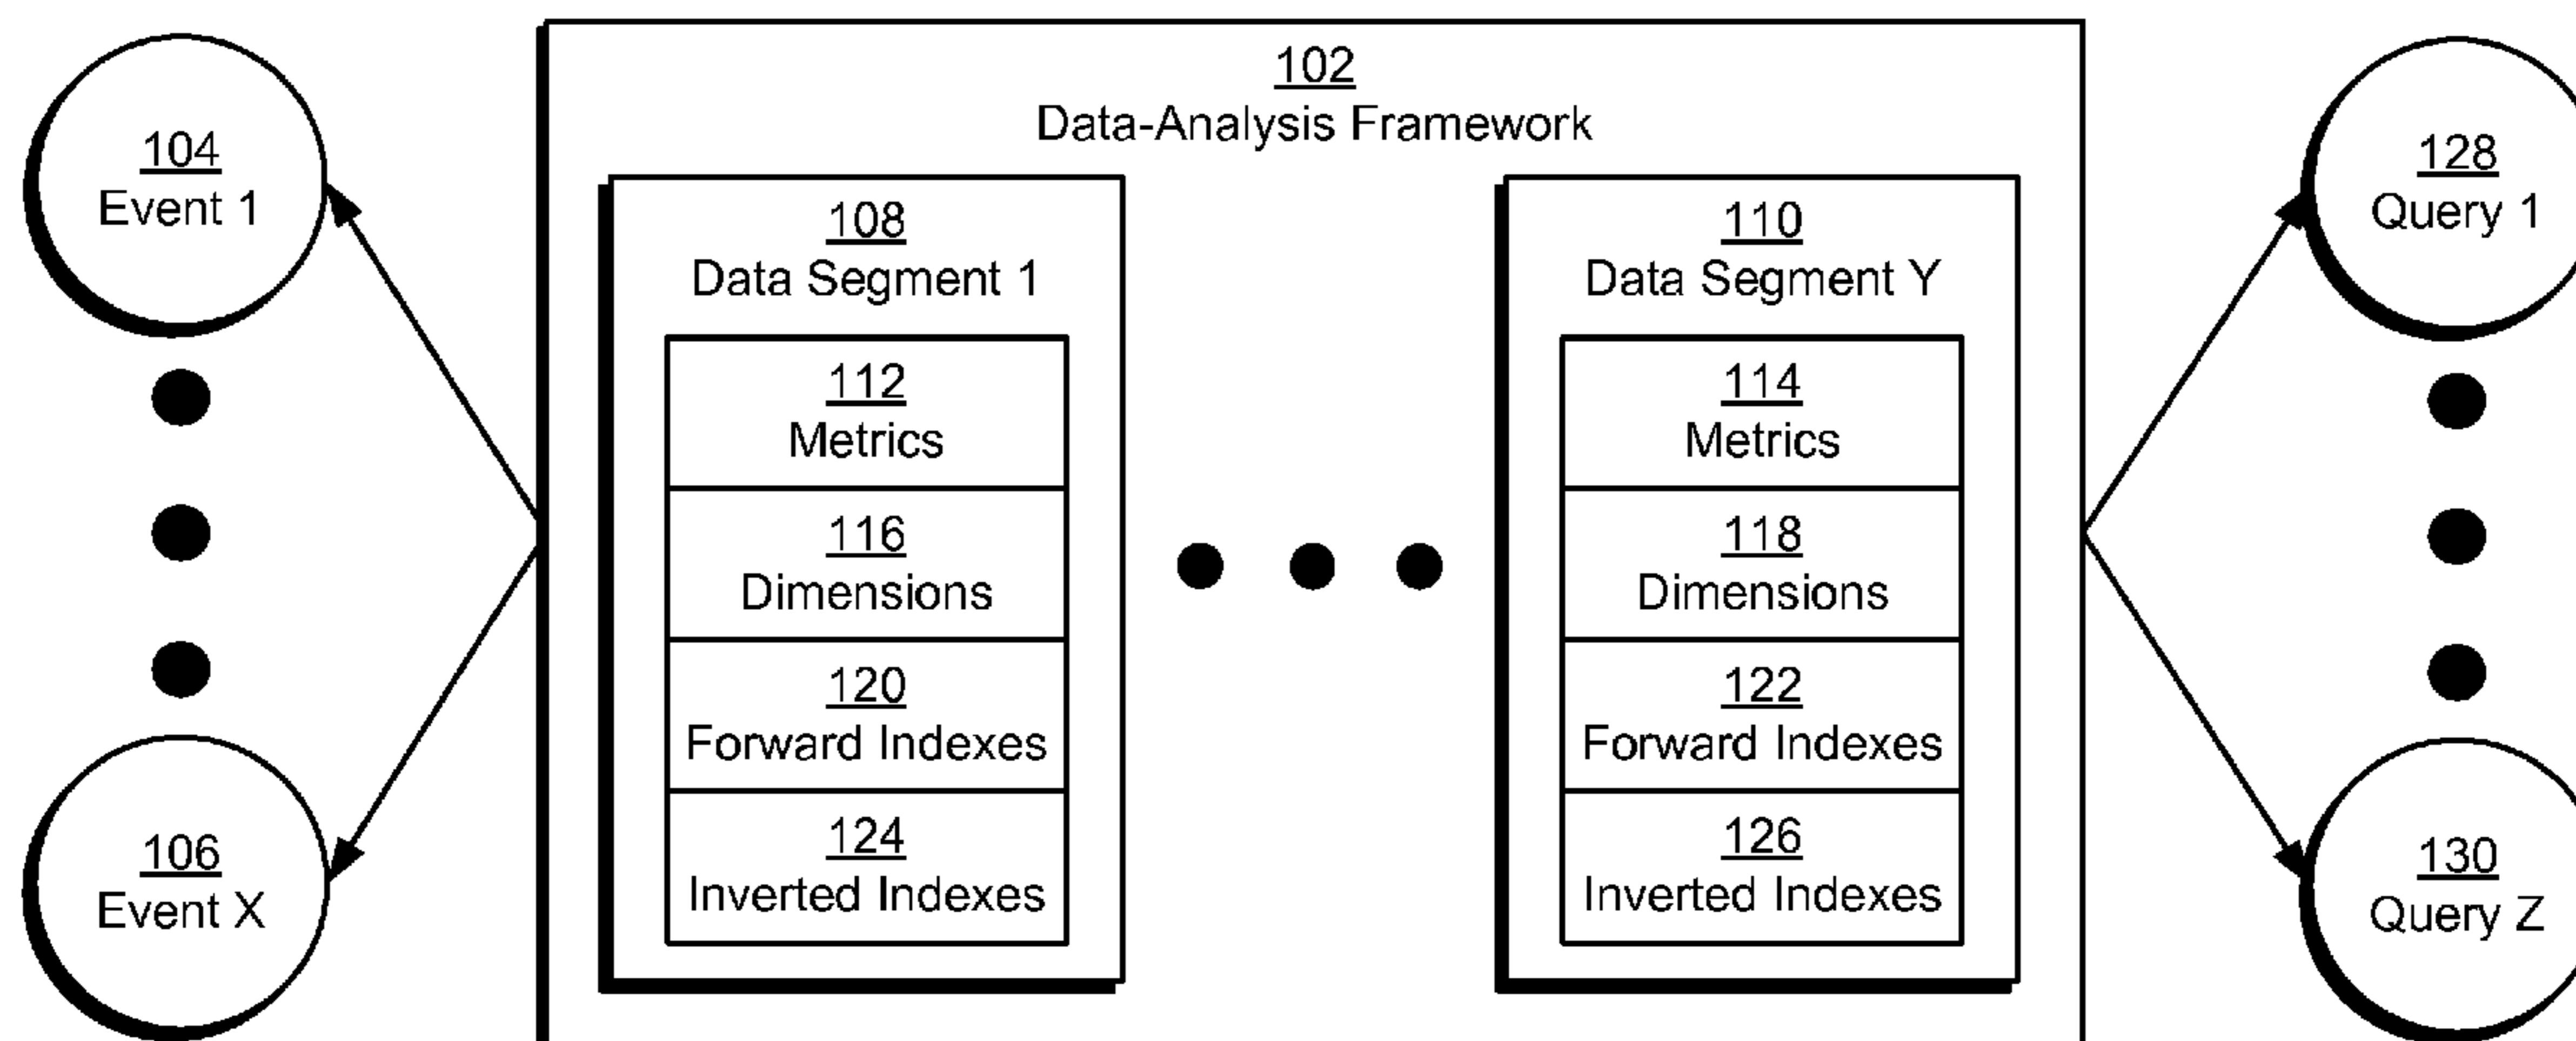 102
Data-Analysis Framework
104
Event 1
106
Event X
108
Data Segment 1
112
Metrics
116
Dimensions
120
Forward Indexes
124
Inverted Indexes
110
Data Segment Y
114
Metrics
118
Dimensions
122
Forward Indexes
126
Inverted Indexes
128
Query 1
130
Query Z